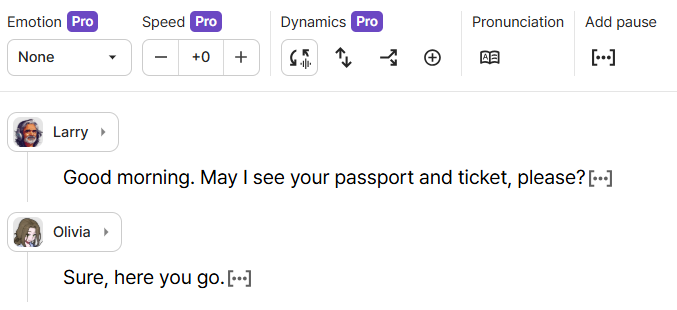 Emotion Pro Speed Pro Dynamics Pro Pronunciation Add pause
None − +0 + [···]
Larry
Good morning. May I see your passport and ticket, please?[···]
Olivia
Sure, here you go.[···]